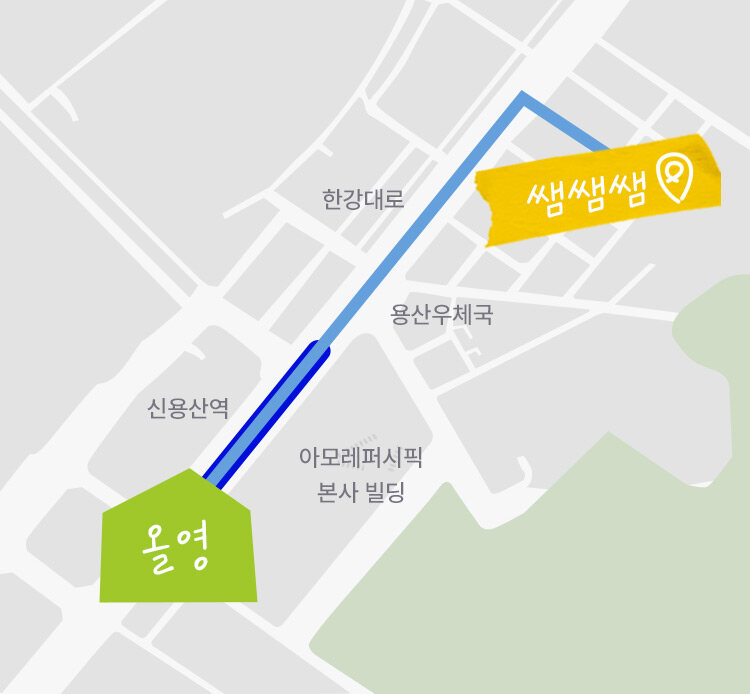 쌤쌤쌤
한강대로
용산우체국
신용산역
아모레퍼시픽
본사 빌딩
올영